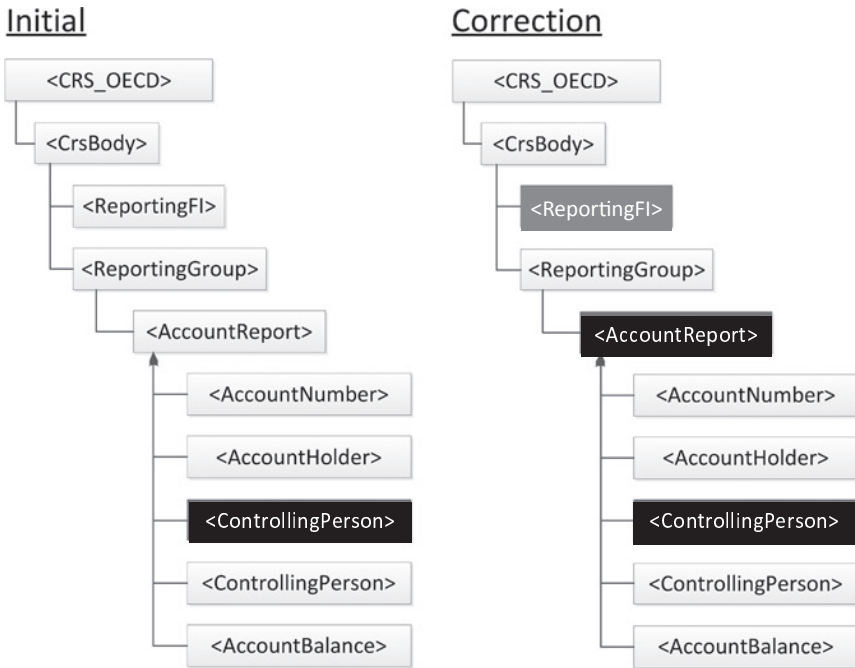 Initial
<CRS_OECD>
<CrsBody>
<ReportingFI>
<ReportingGroup>
<AccountReport>
<AccountNumber>
<AccountHolder>
<ControllingPerson>
<ControllingPerson>
<AccountBalance>
Correction
<CRS_OECD>
<CrsBody>
<ReportingFI>
<ReportingGroup>
<AccountReport>
<AccountNumber>
<AccountHolder>
<ControllingPerson>
<ControllingPerson>
<AccountBalance>